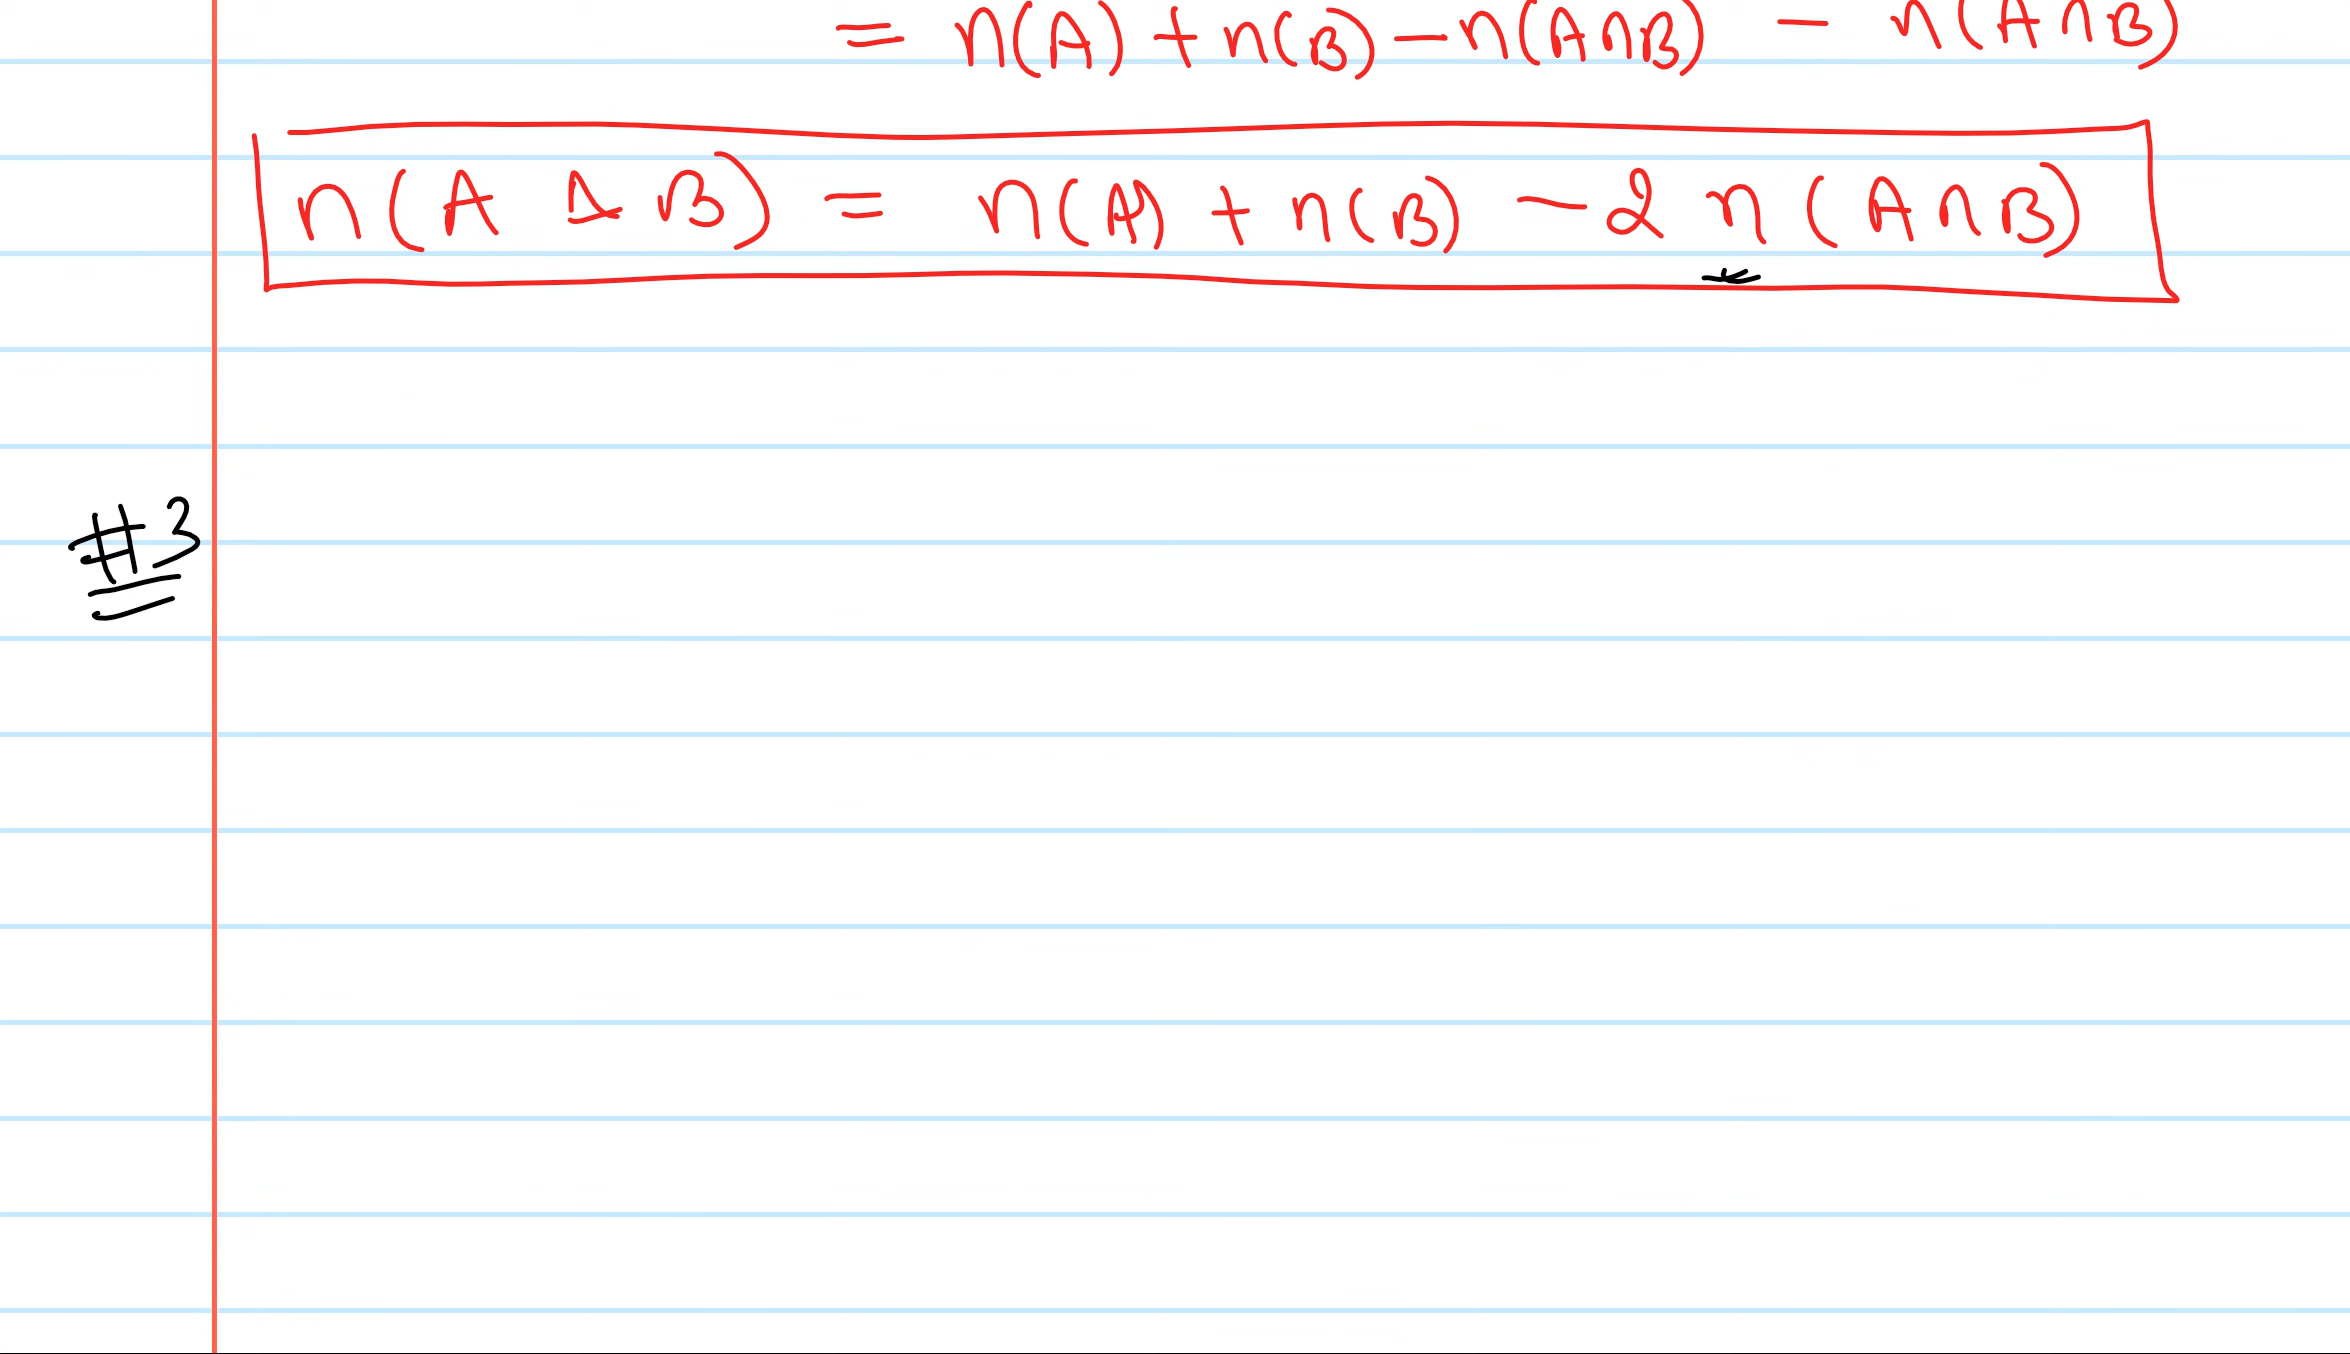 = n(A) + n(B) - n(A∩B) - n(A∩B)
n(A Δ B) = n(A) + n(B) - 2 n(A∩B)
#3